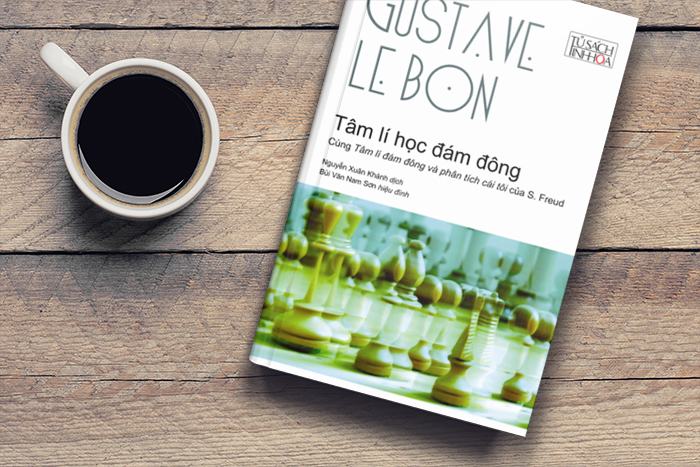 GUSTAVE
LE BON
TỦ SÁCH
TINH HOA
Tâm lí học đám đông
Cùng Tâm lí đám đông và phân tích cái tôi của S. Freud
Nguyễn Xuân Khánh dịch
Bùi Văn Nam Sơn hiệu đính